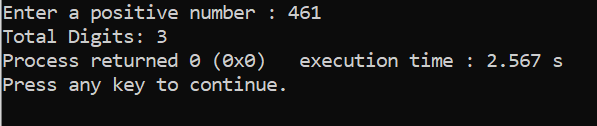 Enter a positive number : 461
Total Digits: 3
Process returned 0 (0x0)   execution time : 2.567 s
Press any key to continue.